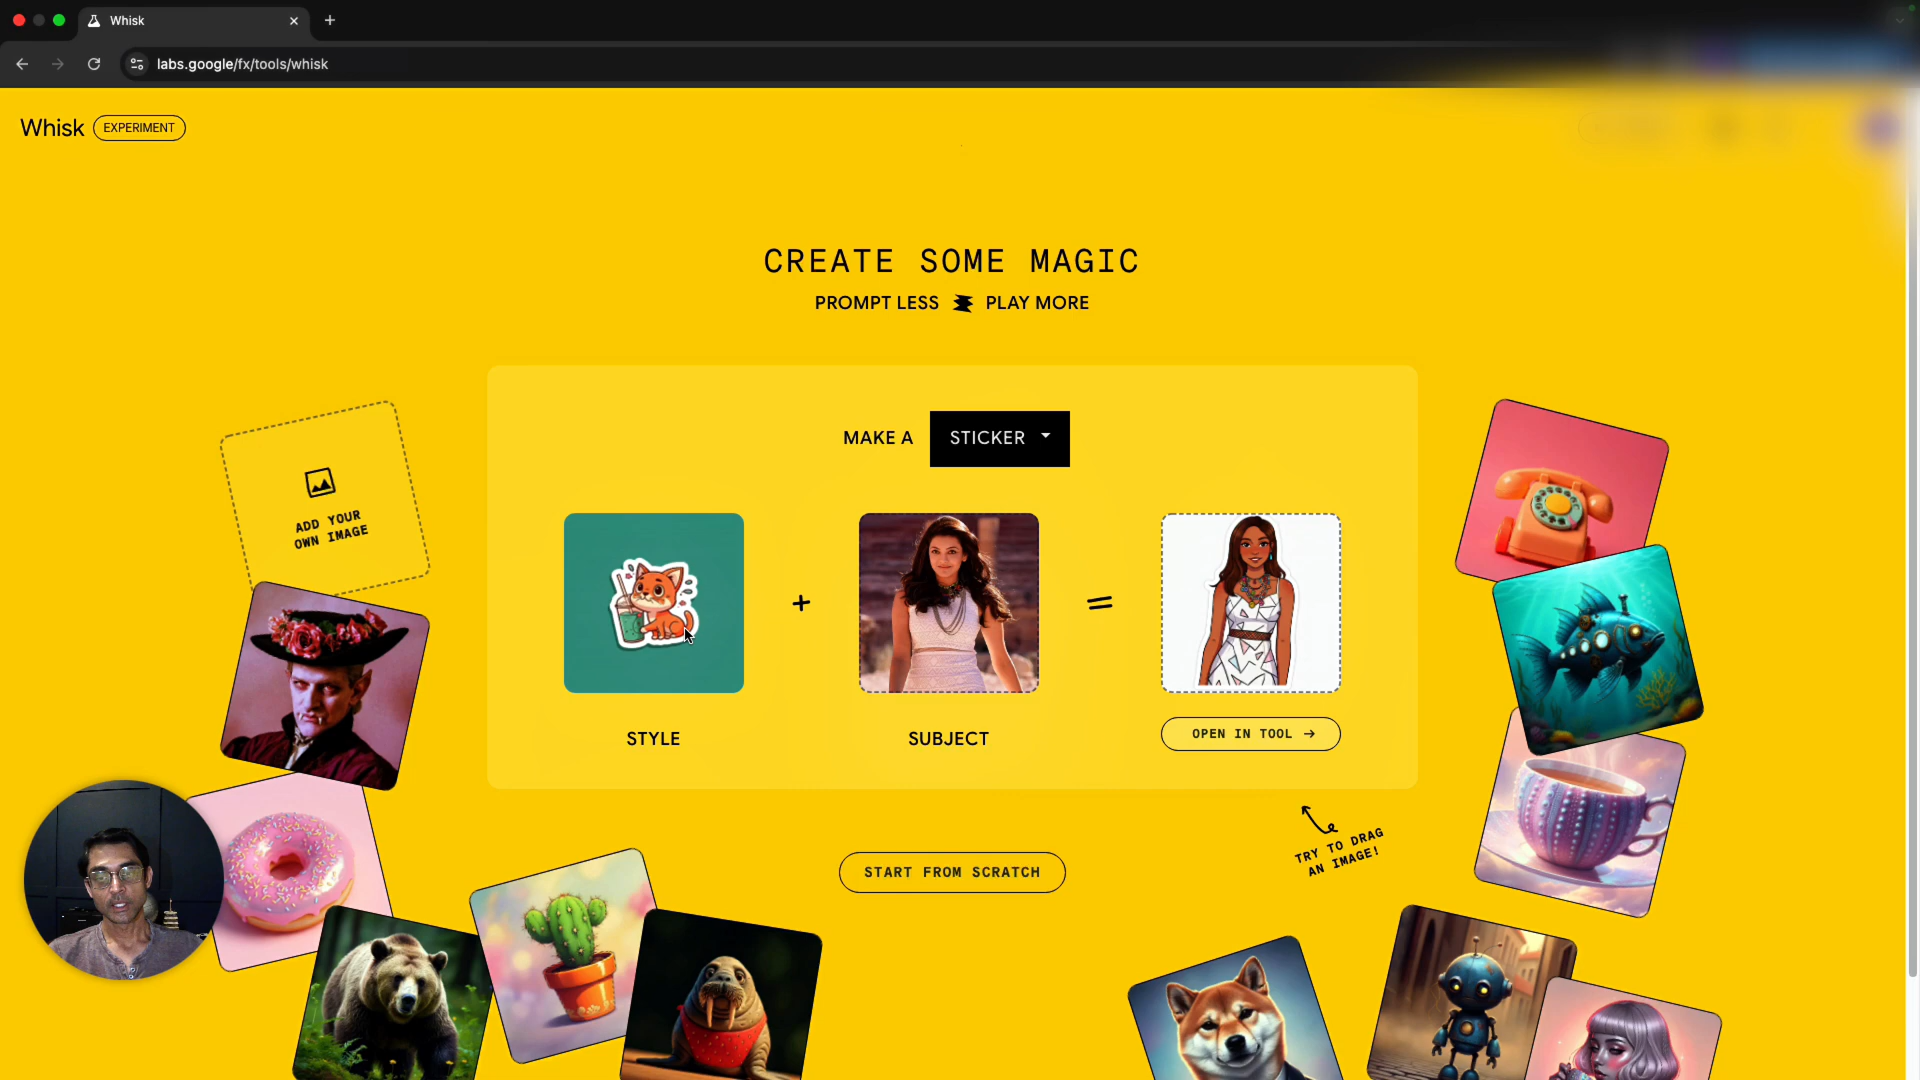 Whisk
labs.google/fx/tools/whisk
Whisk EXPERIMENT
CREATE SOME MAGIC
PROMPT LESS PLAY MORE
MAKE A STICKER
ADD YOUR
OWN IMAGE
STYLE
SUBJECT
OPEN IN TOOL →
TRY TO DRAG
AN IMAGE!
START FROM SCRATCH